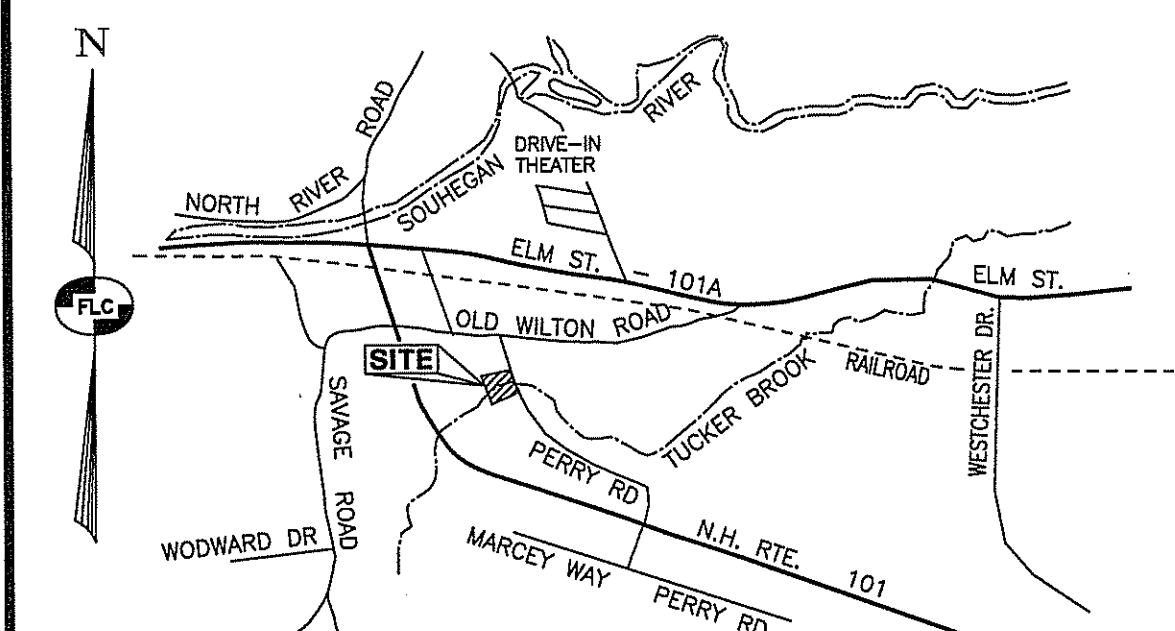 N
NORTH RIVER ROAD
SOUHEGAN RIVER
DRIVE-IN
THEATER
ELM ST. - 101A
ELM ST.
FLC
OLD WILTON ROAD
SITE
SAVAGE ROAD
TUCKER BROOK
RAILROAD
WESTCHESTER DR.
PERRY RD
WODWARD DR
MARCEY WAY
N.H. RTE. 101
PERRY RD